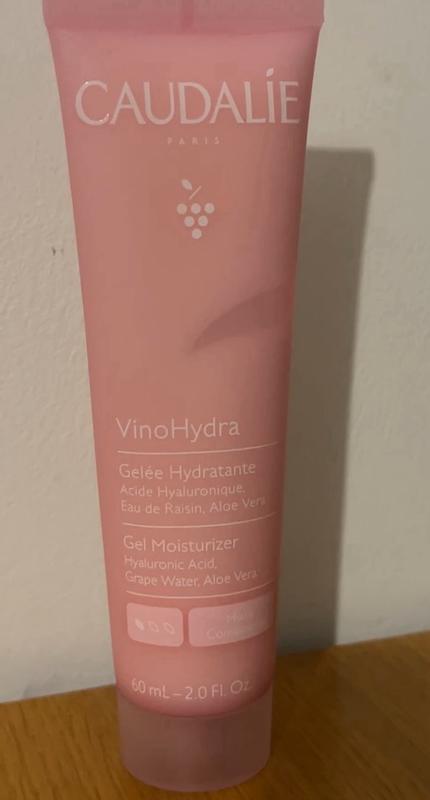 CAUDALÍE
PARIS
VinoHydra
Gelée Hydratante
Acide Hyaluronique,
Eau de Raisin, Aloe Vera
Gel Moisturizer
Hyaluronic Acid,
Grape Water, Aloe Vera
60 mL – 2.0 Fl. Oz.